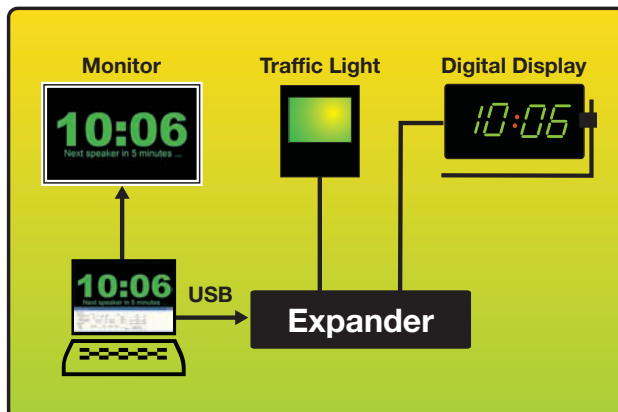 Monitor
Traffic Light
Digital Display
10:06
Next speaker in 5 minutes ...
10:06
10:06
Next speaker in 5 minutes ...
USB
Expander